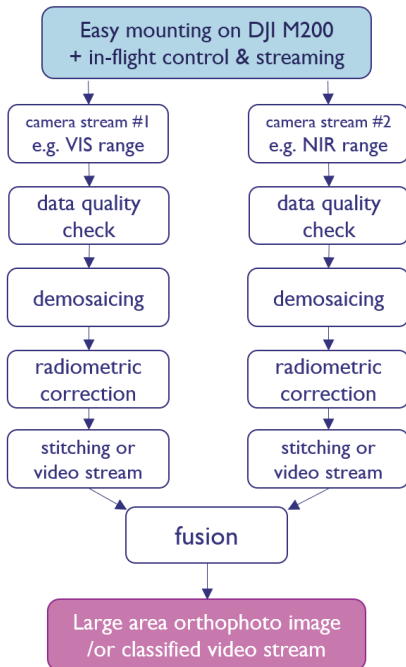 Easy mounting on DJI M200
+ in-flight control & streaming
camera stream #1
e.g. VIS range
camera stream #2
e.g. NIR range
data quality
check
data quality
check
demosaicing
demosaicing
radiometric
correction
radiometric
correction
stitching or
video stream
stitching or
video stream
fusion
Large area orthophoto image
/or classified video stream